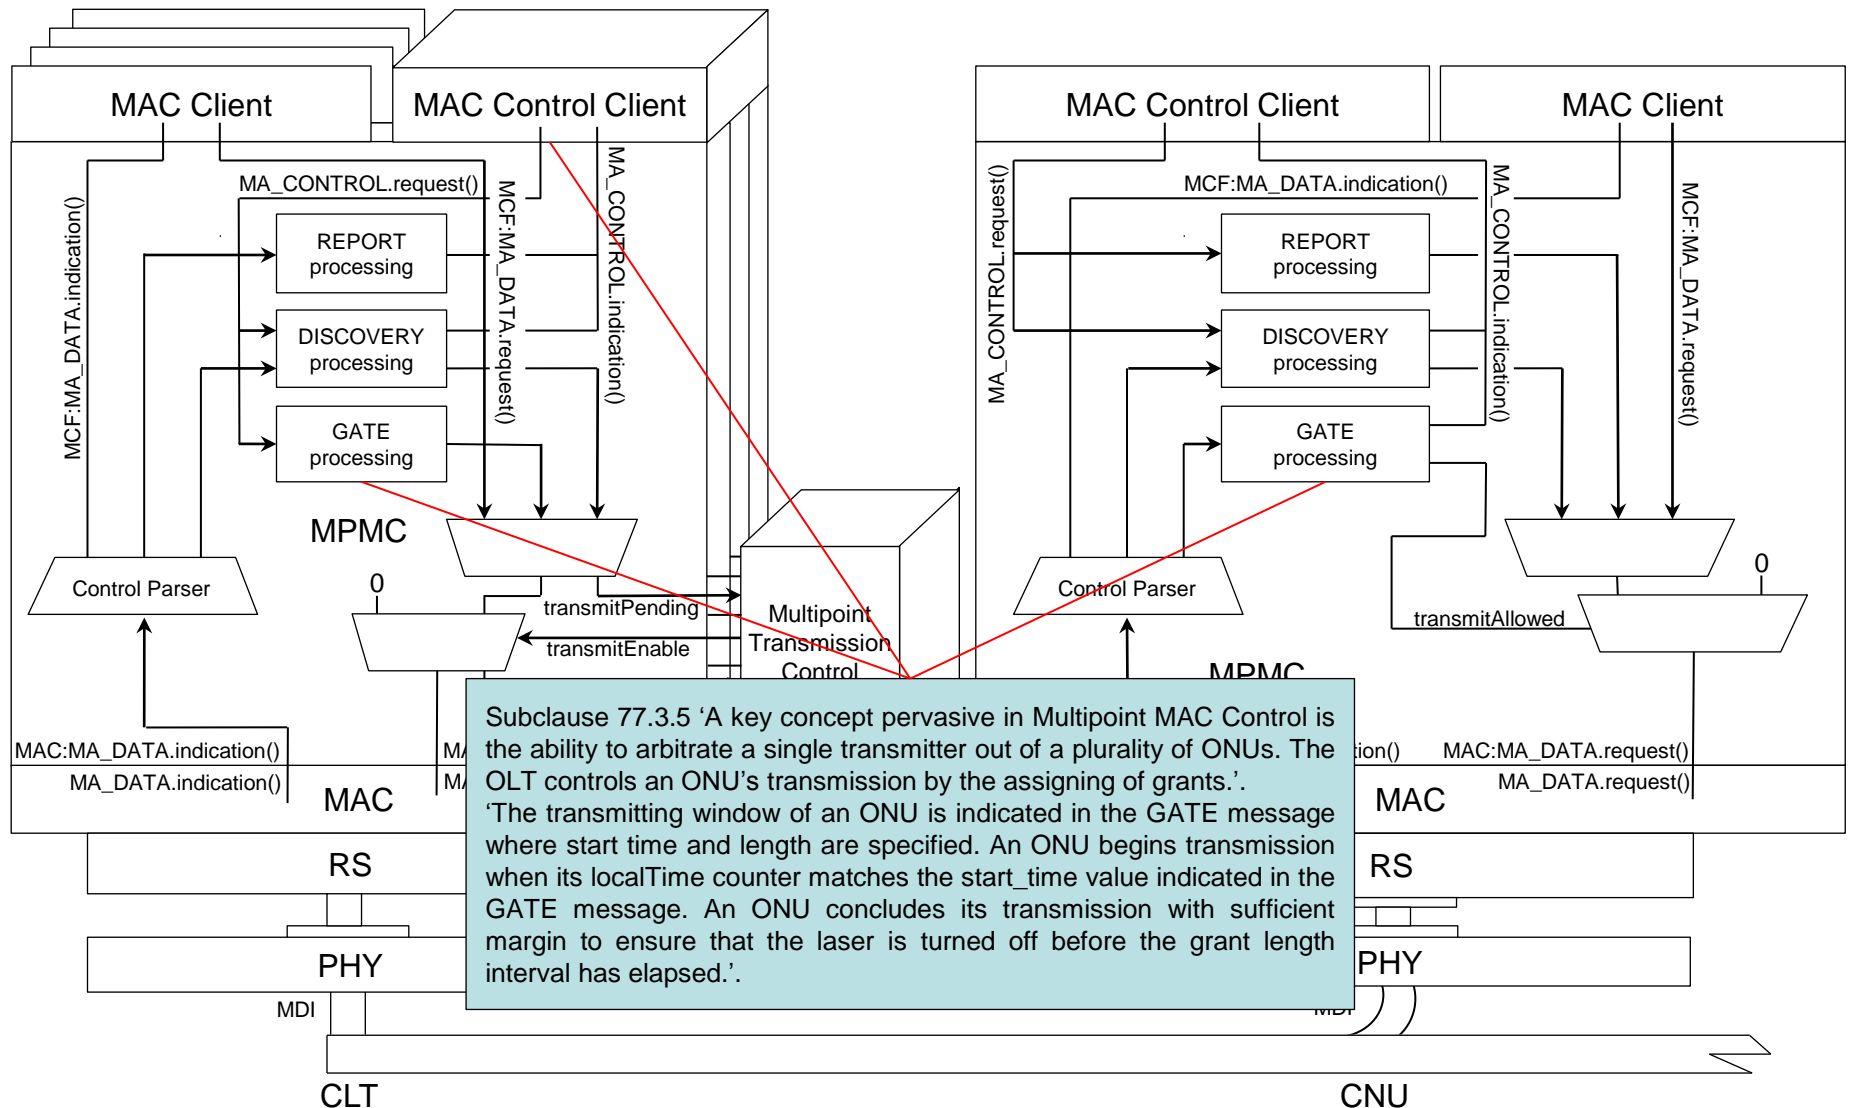 MAC Client
MAC Control Client
MAC Control Client
MAC Client
MA_CONTROL.request()
MCF:MA_DATA.indication()
MCF:MA_DATA.indication()
MCF:MA_DATA.request()
MA_CONTROL.indication()
MA_CONTROL.request()
MA_CONTROL.indication()
MCF:MA_DATA.request()
REPORT
processing
DISCOVERY
processing
GATE
processing
REPORT
processing
DISCOVERY
processing
GATE
processing
MPMC
Control Parser
0
transmitPending
transmitEnable
Multipoint
Transmission
Control
Control Parser
0
transmitAllowed
MPMC
MAC:MA_DATA.indication()
MA_DATA.indication()
MA
MA
MAC
tion()
MAC:MA_DATA.request()
MA_DATA.request()
MAC
Subclause 77.3.5 ‘A key concept pervasive in Multipoint MAC Control is
the ability to arbitrate a single transmitter out of a plurality of ONUs. The
OLT controls an ONU’s transmission by the assigning of grants.’.
‘The transmitting window of an ONU is indicated in the GATE message
where start time and length are specified. An ONU begins transmission
when its localTime counter matches the start_time value indicated in the
GATE message. An ONU concludes its transmission with sufficient
margin to ensure that the laser is turned off before the grant length
interval has elapsed.’.
RS
RS
PHY
PHY
MDI
MDI
CLT
CNU